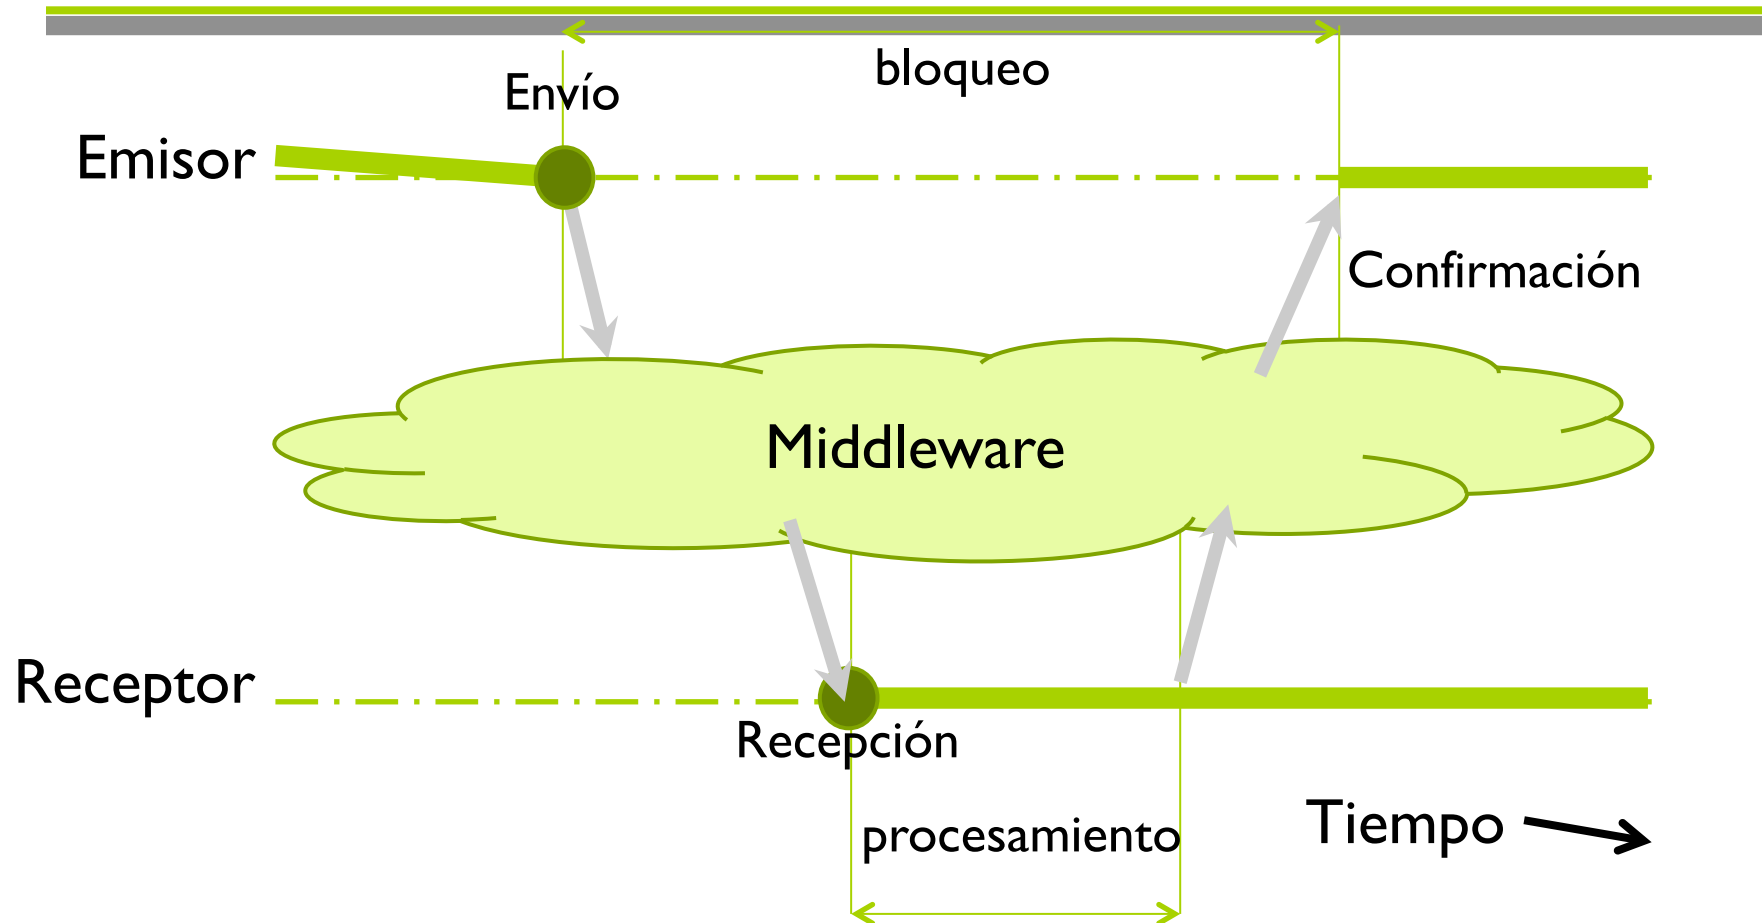 bloqueo
Envío
Emisor
Confirmación
Middleware
Receptor
Recepción
procesamiento
Tiempo